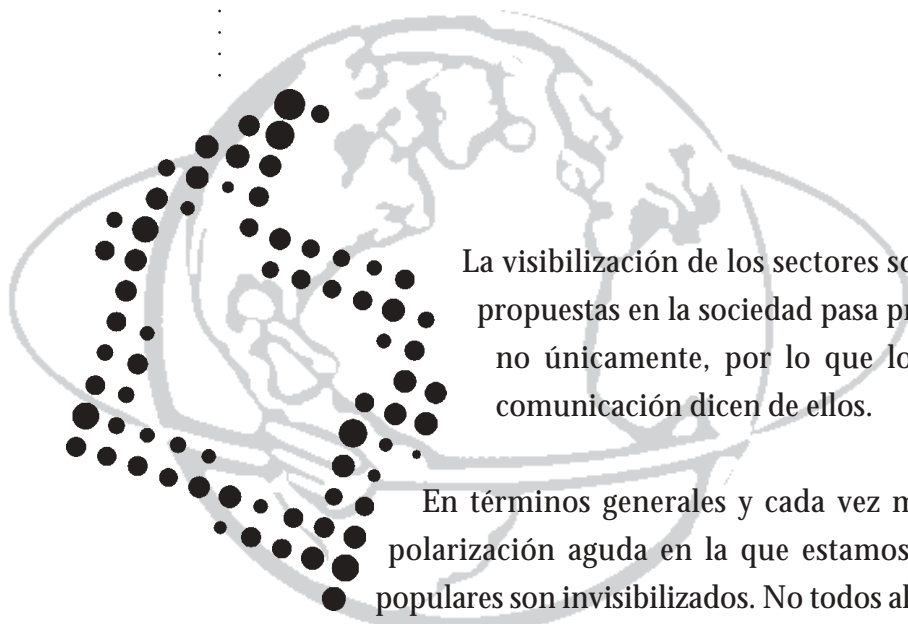 La visibilización de los sectores
propuestas en la sociedad pasa
no únicamente, por lo que
comunicación dicen de ellos.
En términos generales y cada vez
polarización aguda en la que estamos
populares son invisibilizados. No todos